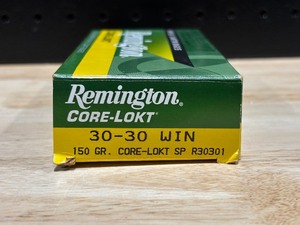 Remington
CORE-LOKT
30-30 WIN
150 GR. CORE-LOKT SP R30301